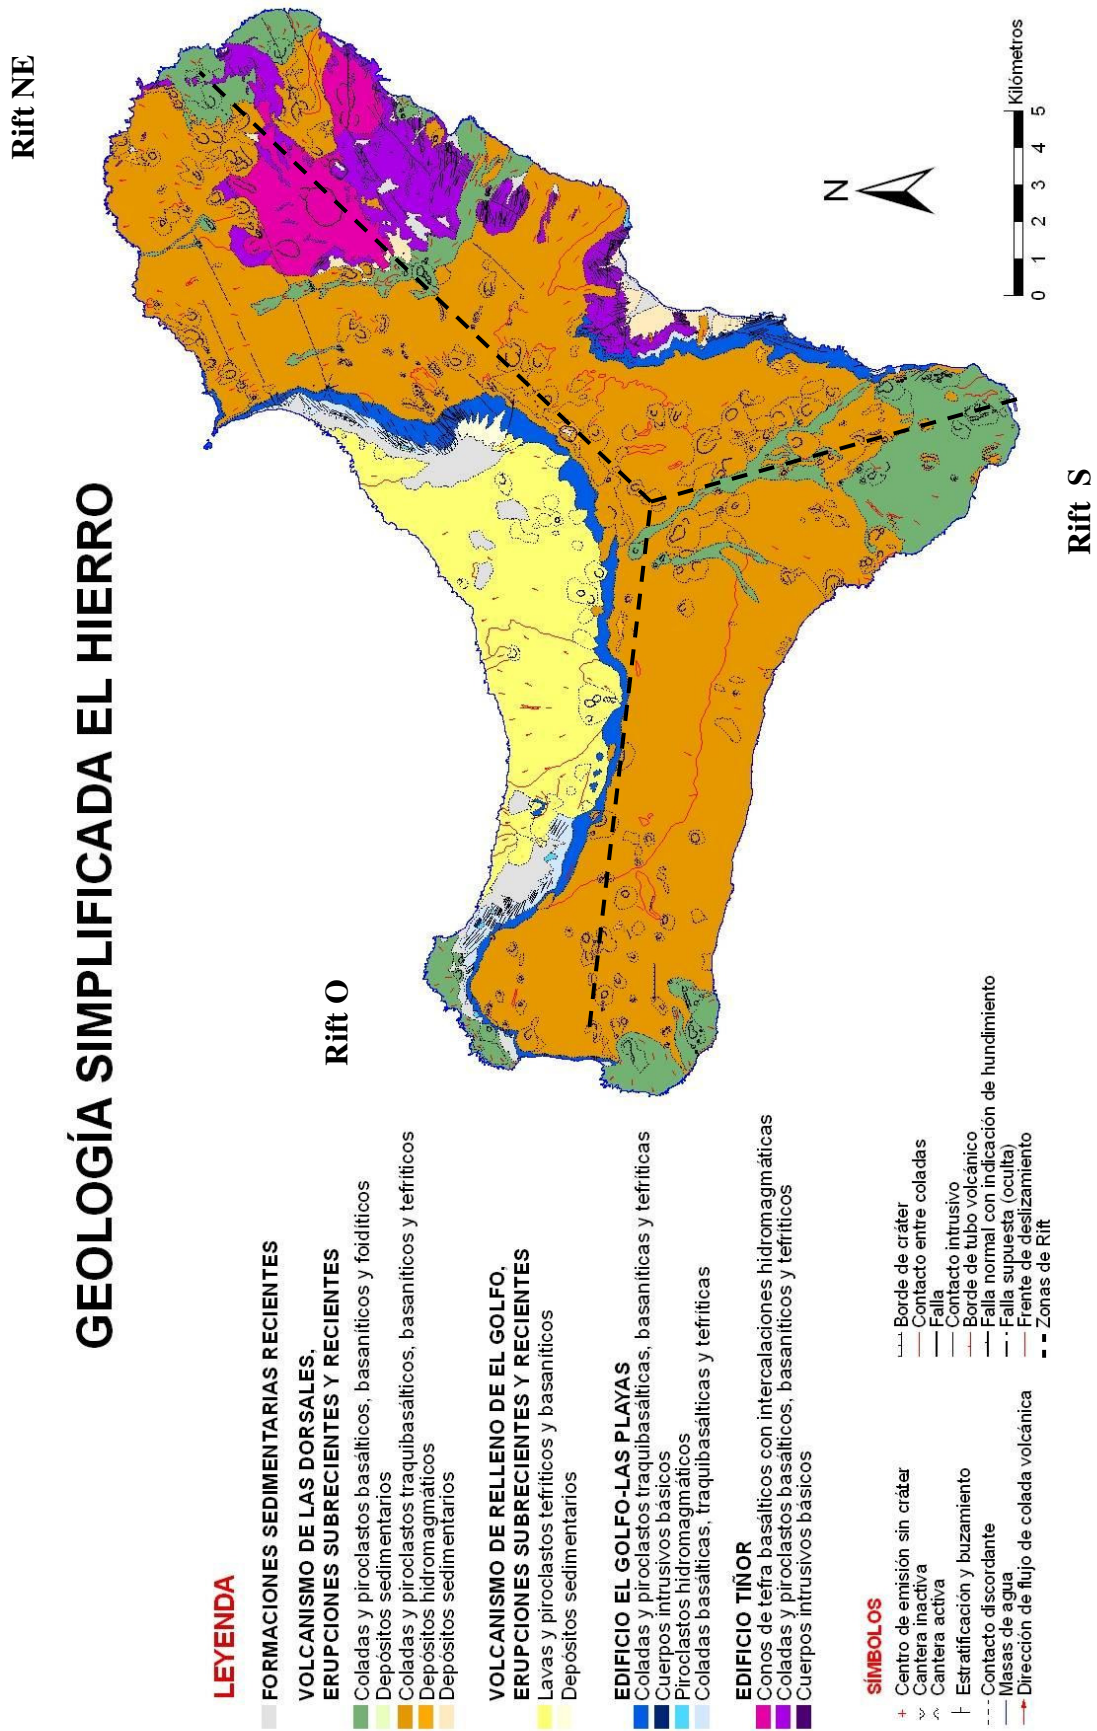 GEOLOGÍA SIMPLIFICADA EL HIERRO
Rift NE
Rift O
Rift S
N
0 1 2 3 4 5
Kilómetros
LEYENDA
FORMACIONES SEDIMENTARIAS RECIENTES
VOLCANISMO DE LAS DORSALES,
ERUPCIONES SUBRECIENTES Y RECIENTES
Coladas y piroclastos basálticos, basaníticos y foidíticos
Depósitos sedimentarios
Coladas y piroclastos traquibasálticos, basaníticos y tefríticos
Depósitos hidromagmáticos
Depósitos sedimentarios
VOLCANISMO DE RELLENO DE EL GOLFO,
ERUPCIONES SUBRECIENTES Y RECIENTES
Lavas y piroclastos tefríticos y basaníticos
Depósitos sedimentarios
EDIFICIO EL GOLFO-LAS PLAYAS
Coladas y piroclastos traquibasálticas, basaníticas y tefríticas
Cuerpos intrusivos básicos
Piroclastos hidromagmáticos
Coladas basálticas, traquibasálticas y tefríticas
EDIFICIO TIÑOR
Conos de tefra basálticos con intercalaciones hidromagmáticas
Coladas y piroclastos basálticos, basaníticos y tefríticos
Cuerpos intrusivos básicos
SÍMBOLOS
Centro de emisión sin cráter
Cantera inactiva
Cantera activa
Estratificación y buzamiento
Contacto discordante
Masas de agua
Dirección de flujo de colada volcánica
Borde de cráter
Contacto entre coladas
Falla
Contacto intrusivo
Borde de tubo volcánico
Falla normal con indicación de hundimiento
Falla supuesta (oculta)
Frente de deslizamiento
Zonas de Rift